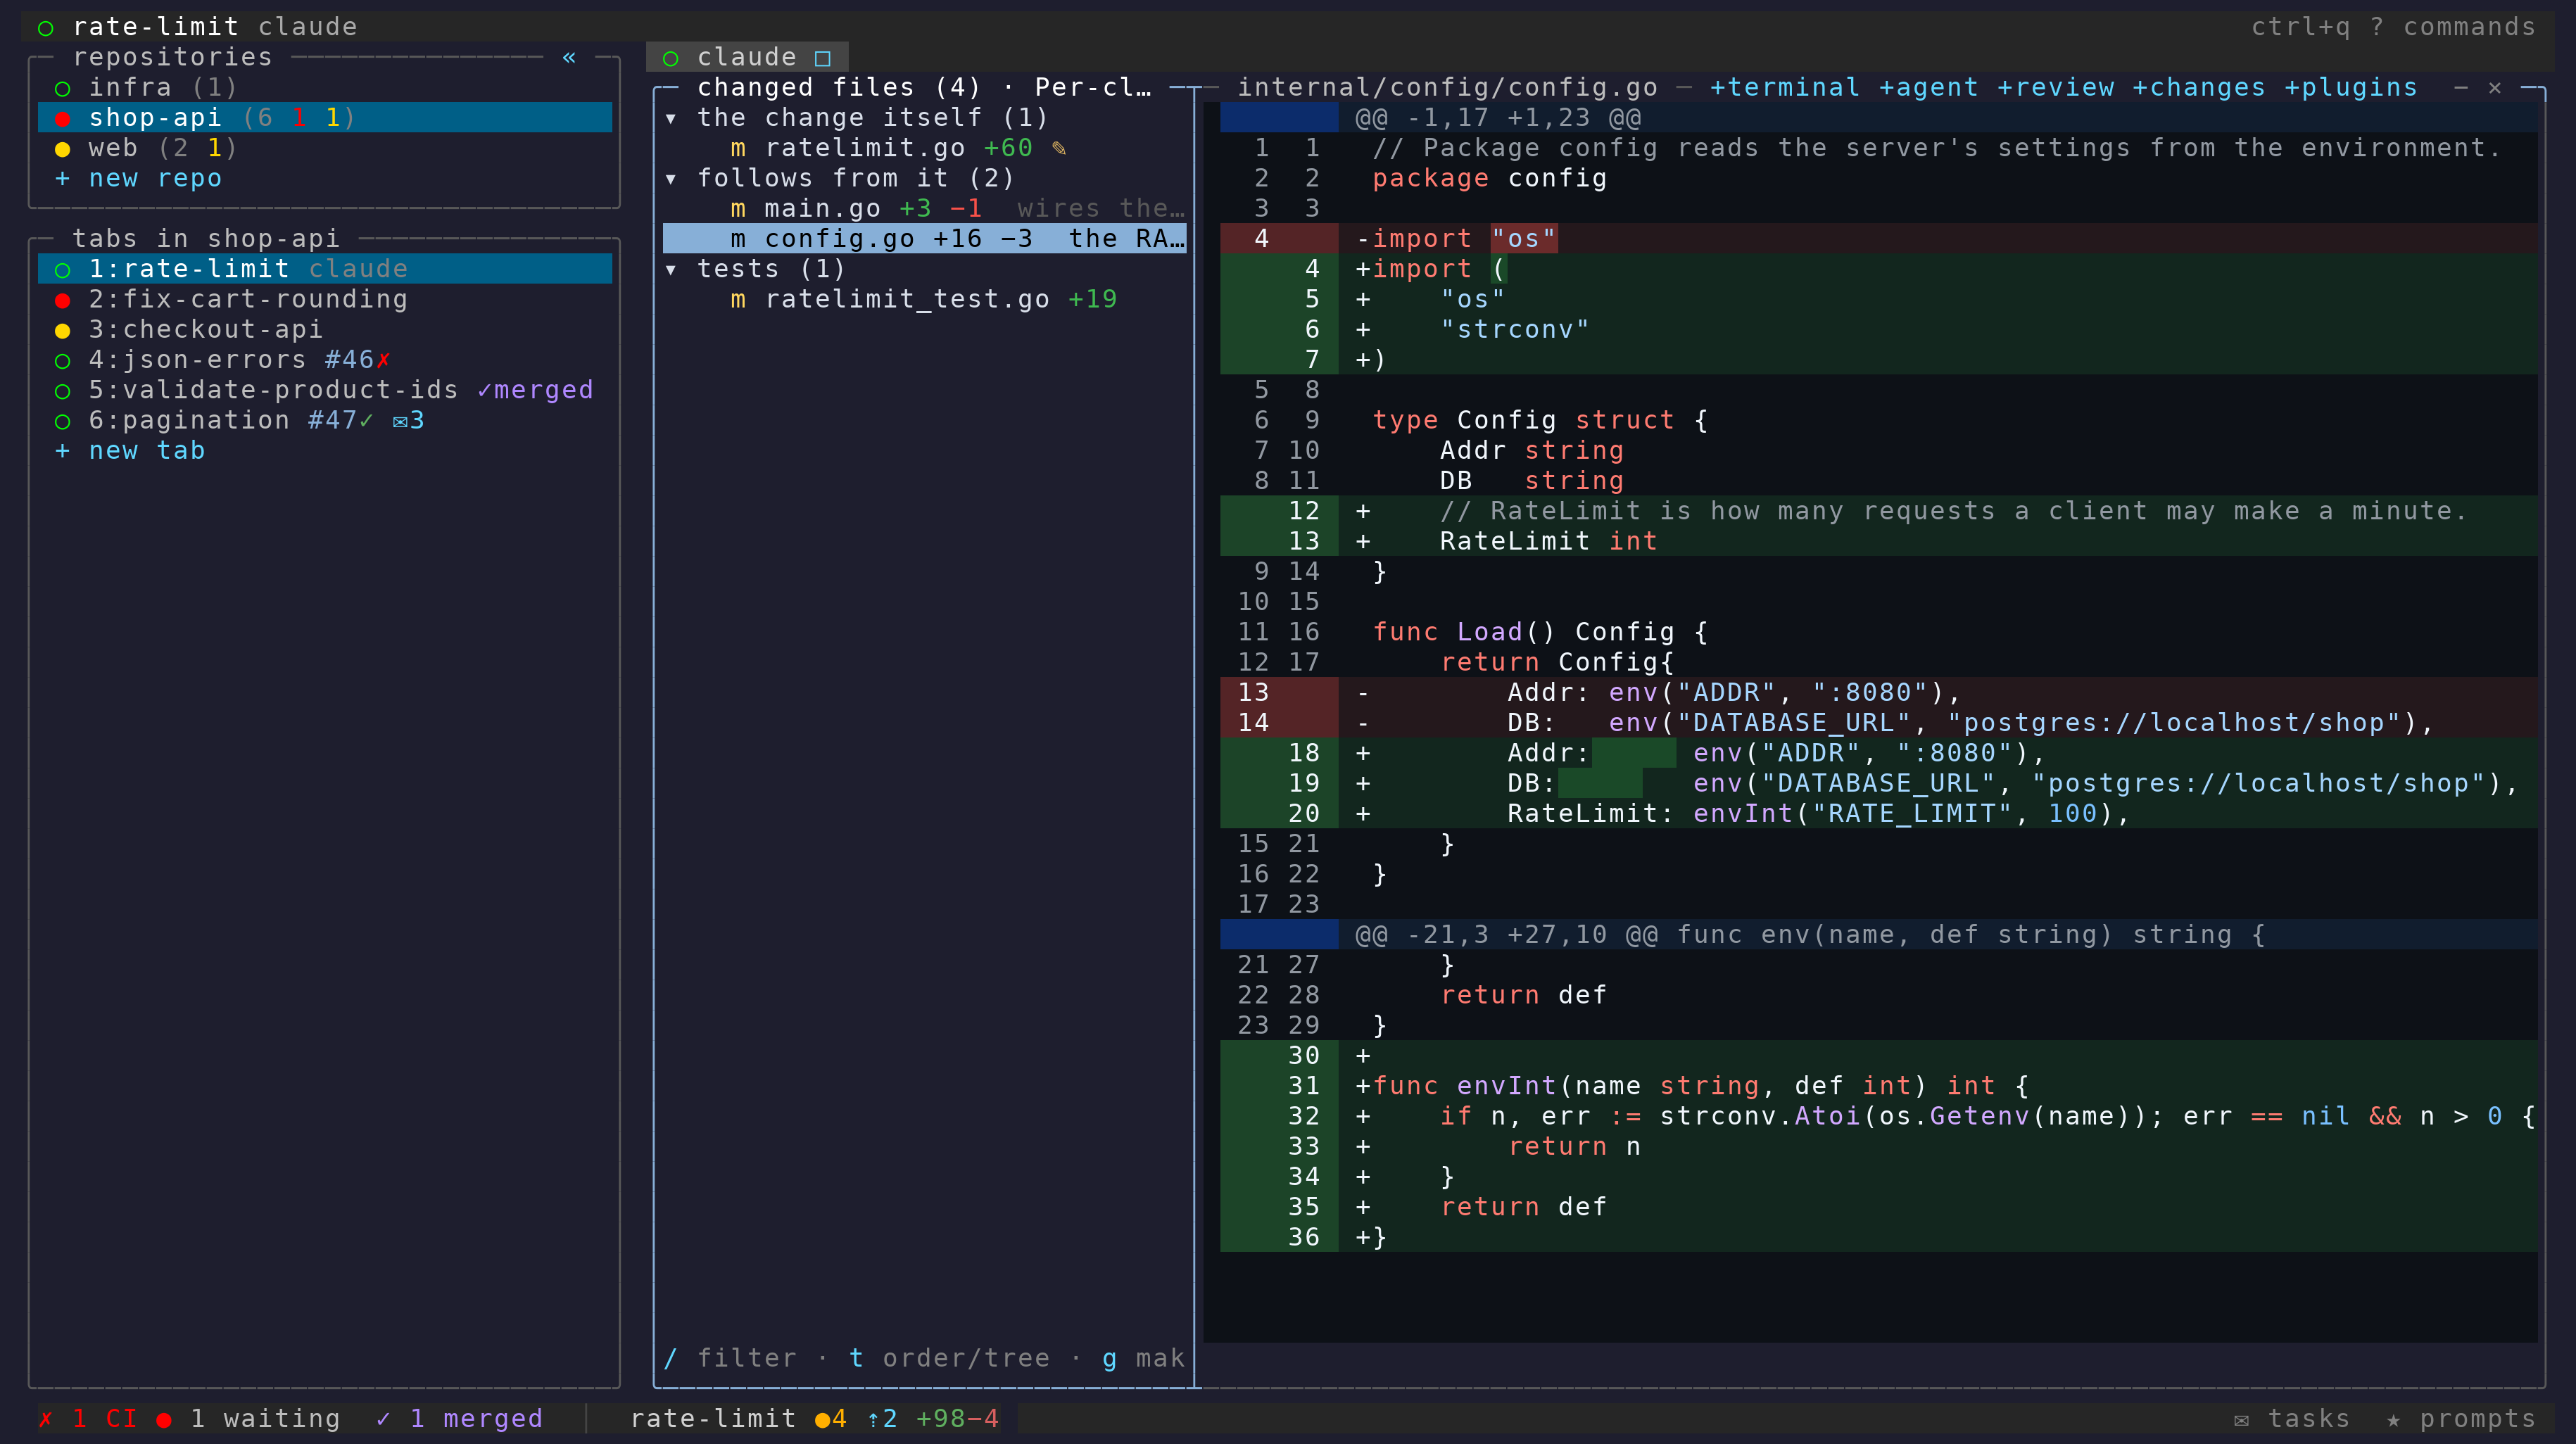 ○ rate-limit claude ctrl+q ? commands
repositories «
○ infra (1)
● shop-api (6 1 1)
● web (2 1)
+ new repo
tabs in shop-api
○ 1:rate-limit claude
● 2:fix-cart-rounding
● 3:checkout-api
○ 4:json-errors #46✗
○ 5:validate-product-ids ✓merged
○ 6:pagination #47✓ ✉3
+ new tab
○ claude □
changed files (4) · Per-cl…
▾ the change itself (1)
m ratelimit.go +60 ✎
▾ follows from it (2)
m main.go +3 −1 wires the…
m config.go +16 −3 the RA…
▾ tests (1)
m ratelimit_test.go +19
/ filter · t order/tree · g mak
internal/config/config.go +terminal +agent +review +changes +plugins − ×
@@ -1,17 +1,23 @@
1 1 // Package config reads the server's settings from the environment.
2 2 package config
3 3
4 -import "os"
4 +import (
5 + "os"
6 + "strconv"
7 +)
5 8
6 9 type Config struct {
7 10 Addr string
8 11 DB string
12 + // RateLimit is how many requests a client may make a minute.
13 + RateLimit int
9 14 }
10 15
11 16 func Load() Config {
12 17 return Config{
13 - Addr: env("ADDR", ":8080"),
14 - DB: env("DATABASE_URL", "postgres://localhost/shop"),
18 + Addr: env("ADDR", ":8080"),
19 + DB: env("DATABASE_URL", "postgres://localhost/shop"),
20 + RateLimit: envInt("RATE_LIMIT", 100),
15 21 }
16 22 }
17 23
@@ -21,3 +27,10 @@ func env(name, def string) string {
21 27 }
22 28 return def
23 29 }
30 +
31 +func envInt(name string, def int) int {
32 + if n, err := strconv.Atoi(os.Getenv(name)); err == nil && n > 0 {
33 + return n
34 + }
35 + return def
36 +}
✗ 1 CI ● 1 waiting ✓ 1 merged │ rate-limit ●4 ⇡2 +98−4 ✉ tasks ★ prompts